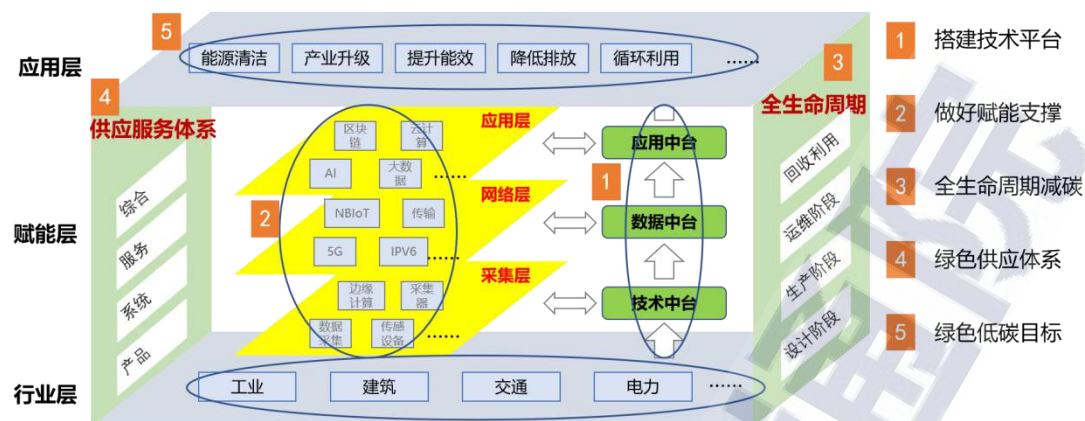 5
能源清洁
产业升级
提升能效
降低排放
循环利用
......
应用层
4
供应服务体系
综合
服务
系统
产品
赋能层
应用层
区块
链
云计
算
AI
大数
据
......
网络层
2
NBIoT
传输
5G
IPV6
......
采集层
边缘
计算
采集
器
数据
采集
传感
设备
......
应用中台
1
数据中台
技术中台
3
全生命周期
回收利用
运维阶段
生产阶段
设计阶段
行业层
工业
建筑
交通
电力
......
1
搭建技术平台
2
做好赋能支撑
3
全生命周期减碳
4
绿色供应体系
5
绿色低碳目标